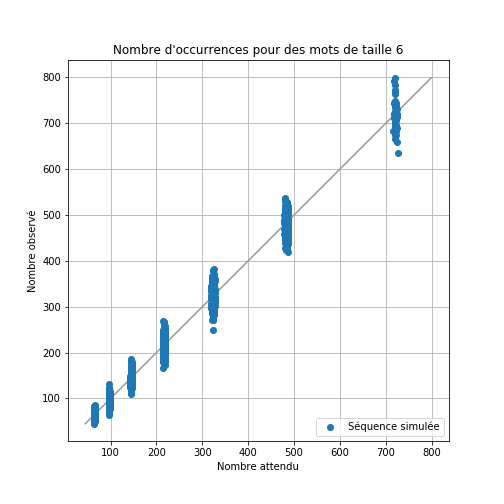 Nombre d'occurrences pour des mots de taille 6
800
700
600
500
400
300
200
100
Nombre observé
100 200 300 400 500 600 700 800
Nombre attendu
Séquence simulée